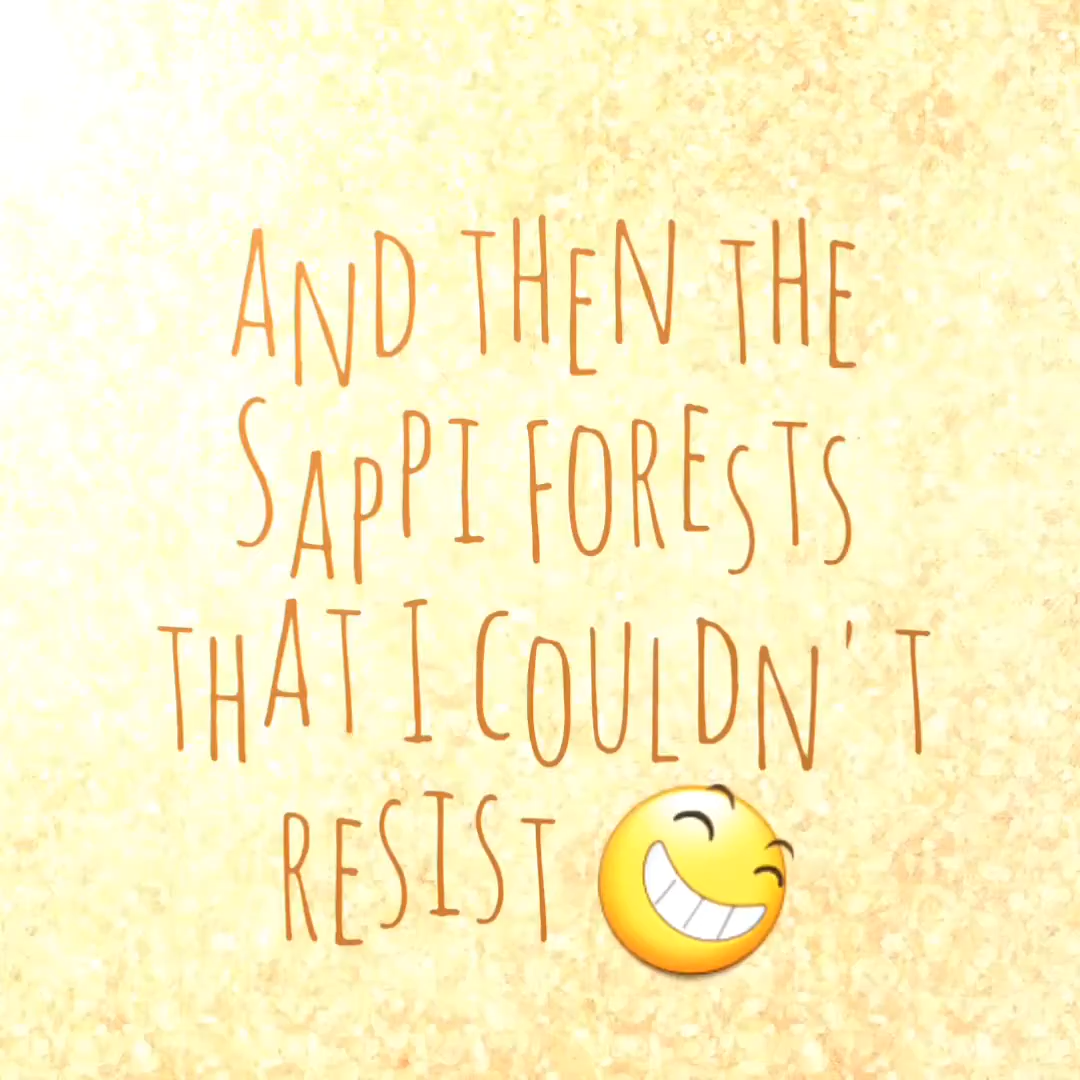 AND THEN THE
SAPPI FORESTS
THAT I COULDN'T
RESIST 😆